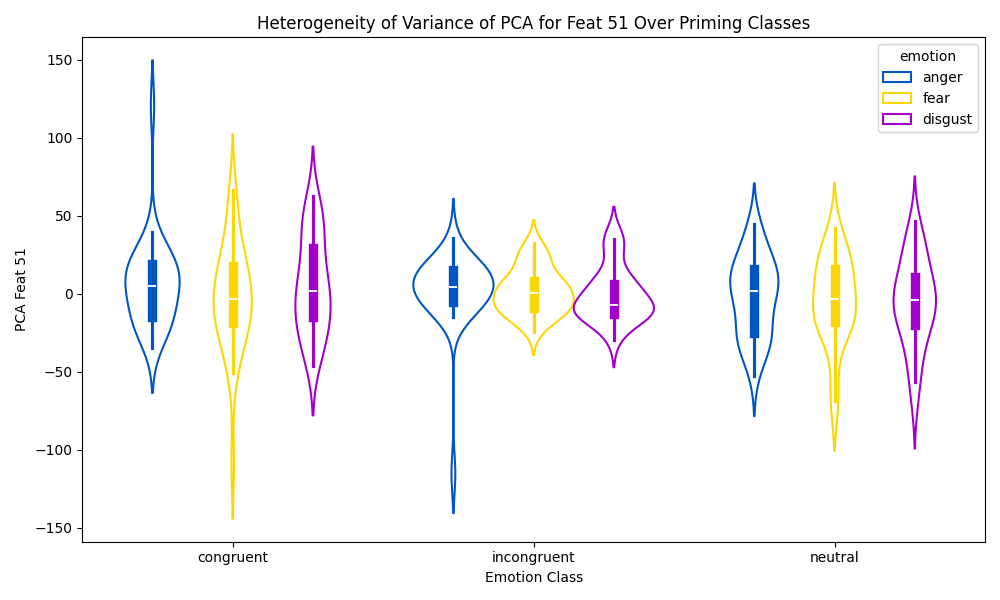 Heterogeneity of Variance of PCA for Feat 51 Over Priming Classes
emotion
anger
fear
disgust
150
100
50
0
−50
−100
−150
PCA Feat 51
congruent
incongruent
neutral
Emotion Class